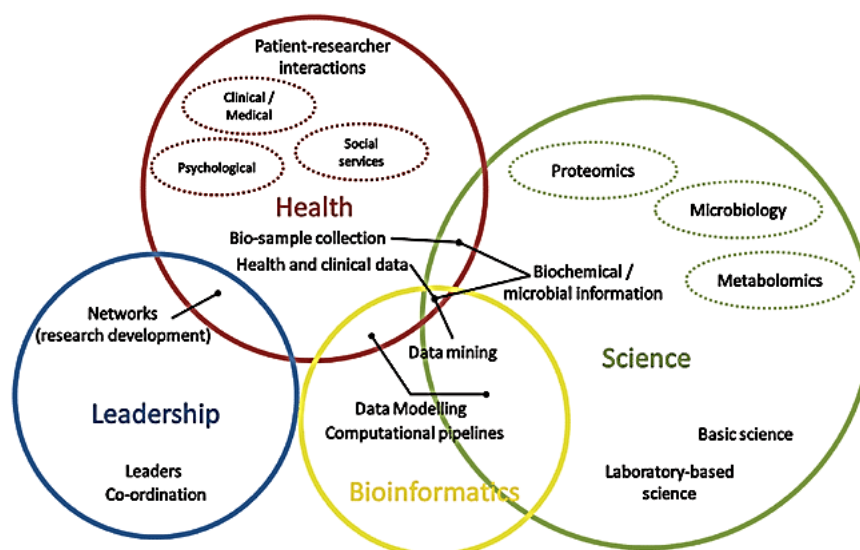 Patient-researcher
interactions
Clinical /
Medical
Social
services
Psychological
Proteomics
Microbiology
Metabolomics
Health
Bio-sample collection
Health and clinical data
Biochemical /
microbial information
Networks
(research development)
Data mining
Science
Leadership
Data Modelling
Computational pipelines
Basic science
Leaders
Co-ordination
Laboratory-based
science
Bioinformatics